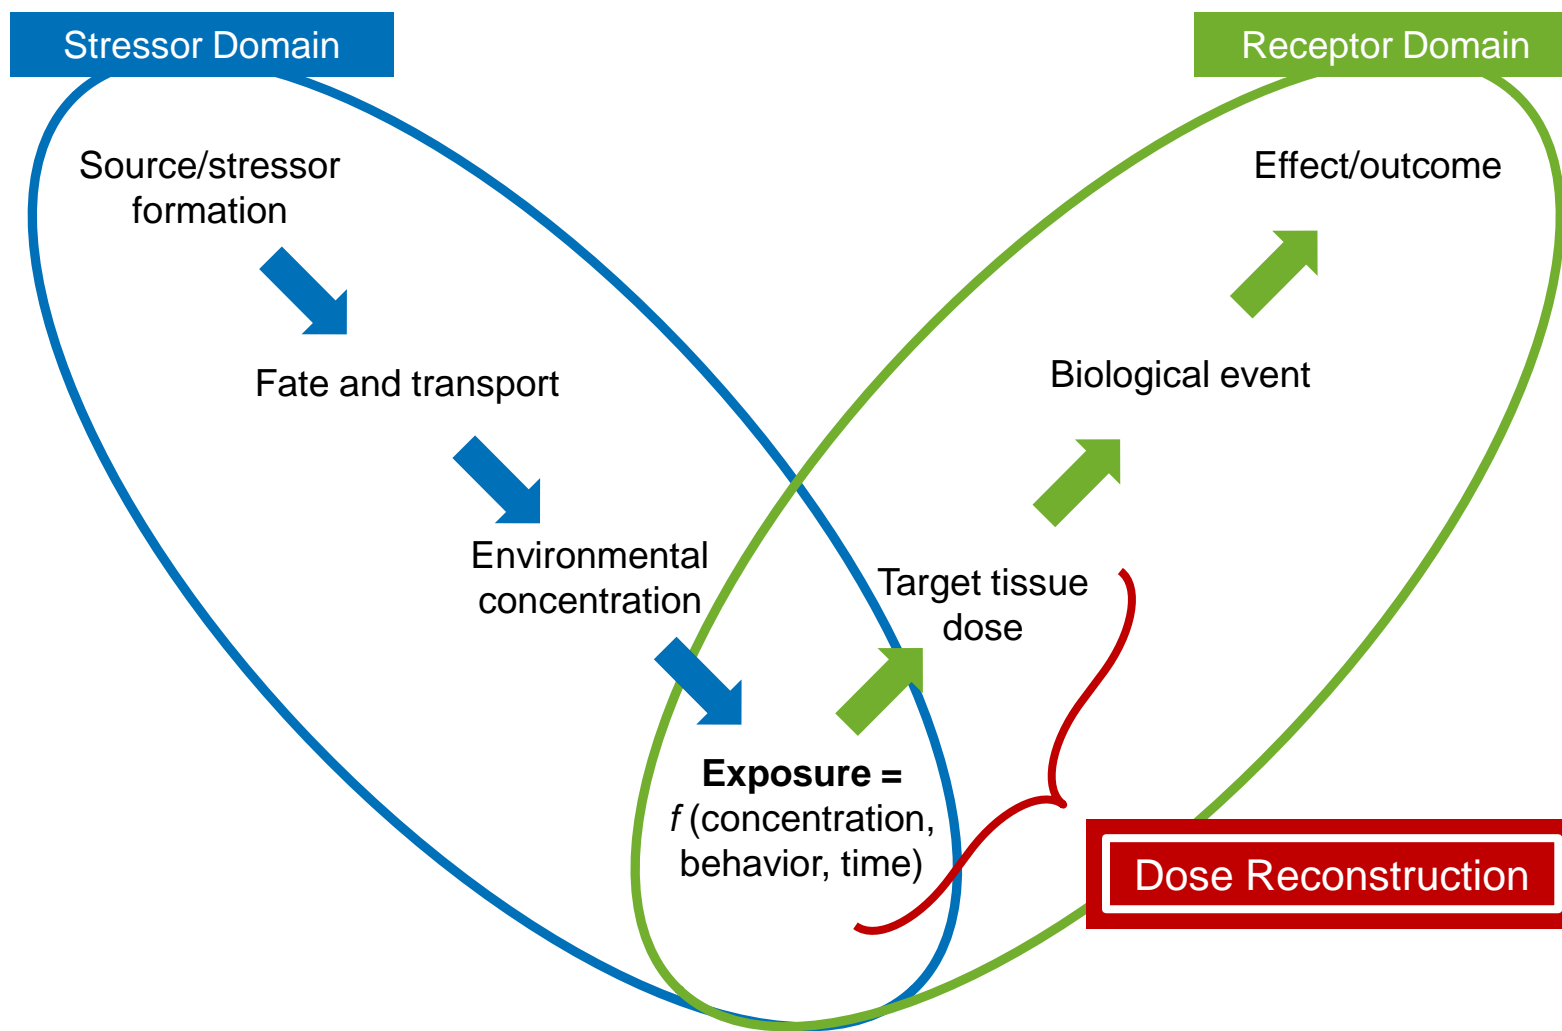 Stressor Domain
Receptor Domain
Source/stressor
formation
Effect/outcome
Fate and transport
Biological event
Environmental
concentration
Target tissue
dose
Exposure =
f (concentration,
behavior, time)
Dose Reconstruction